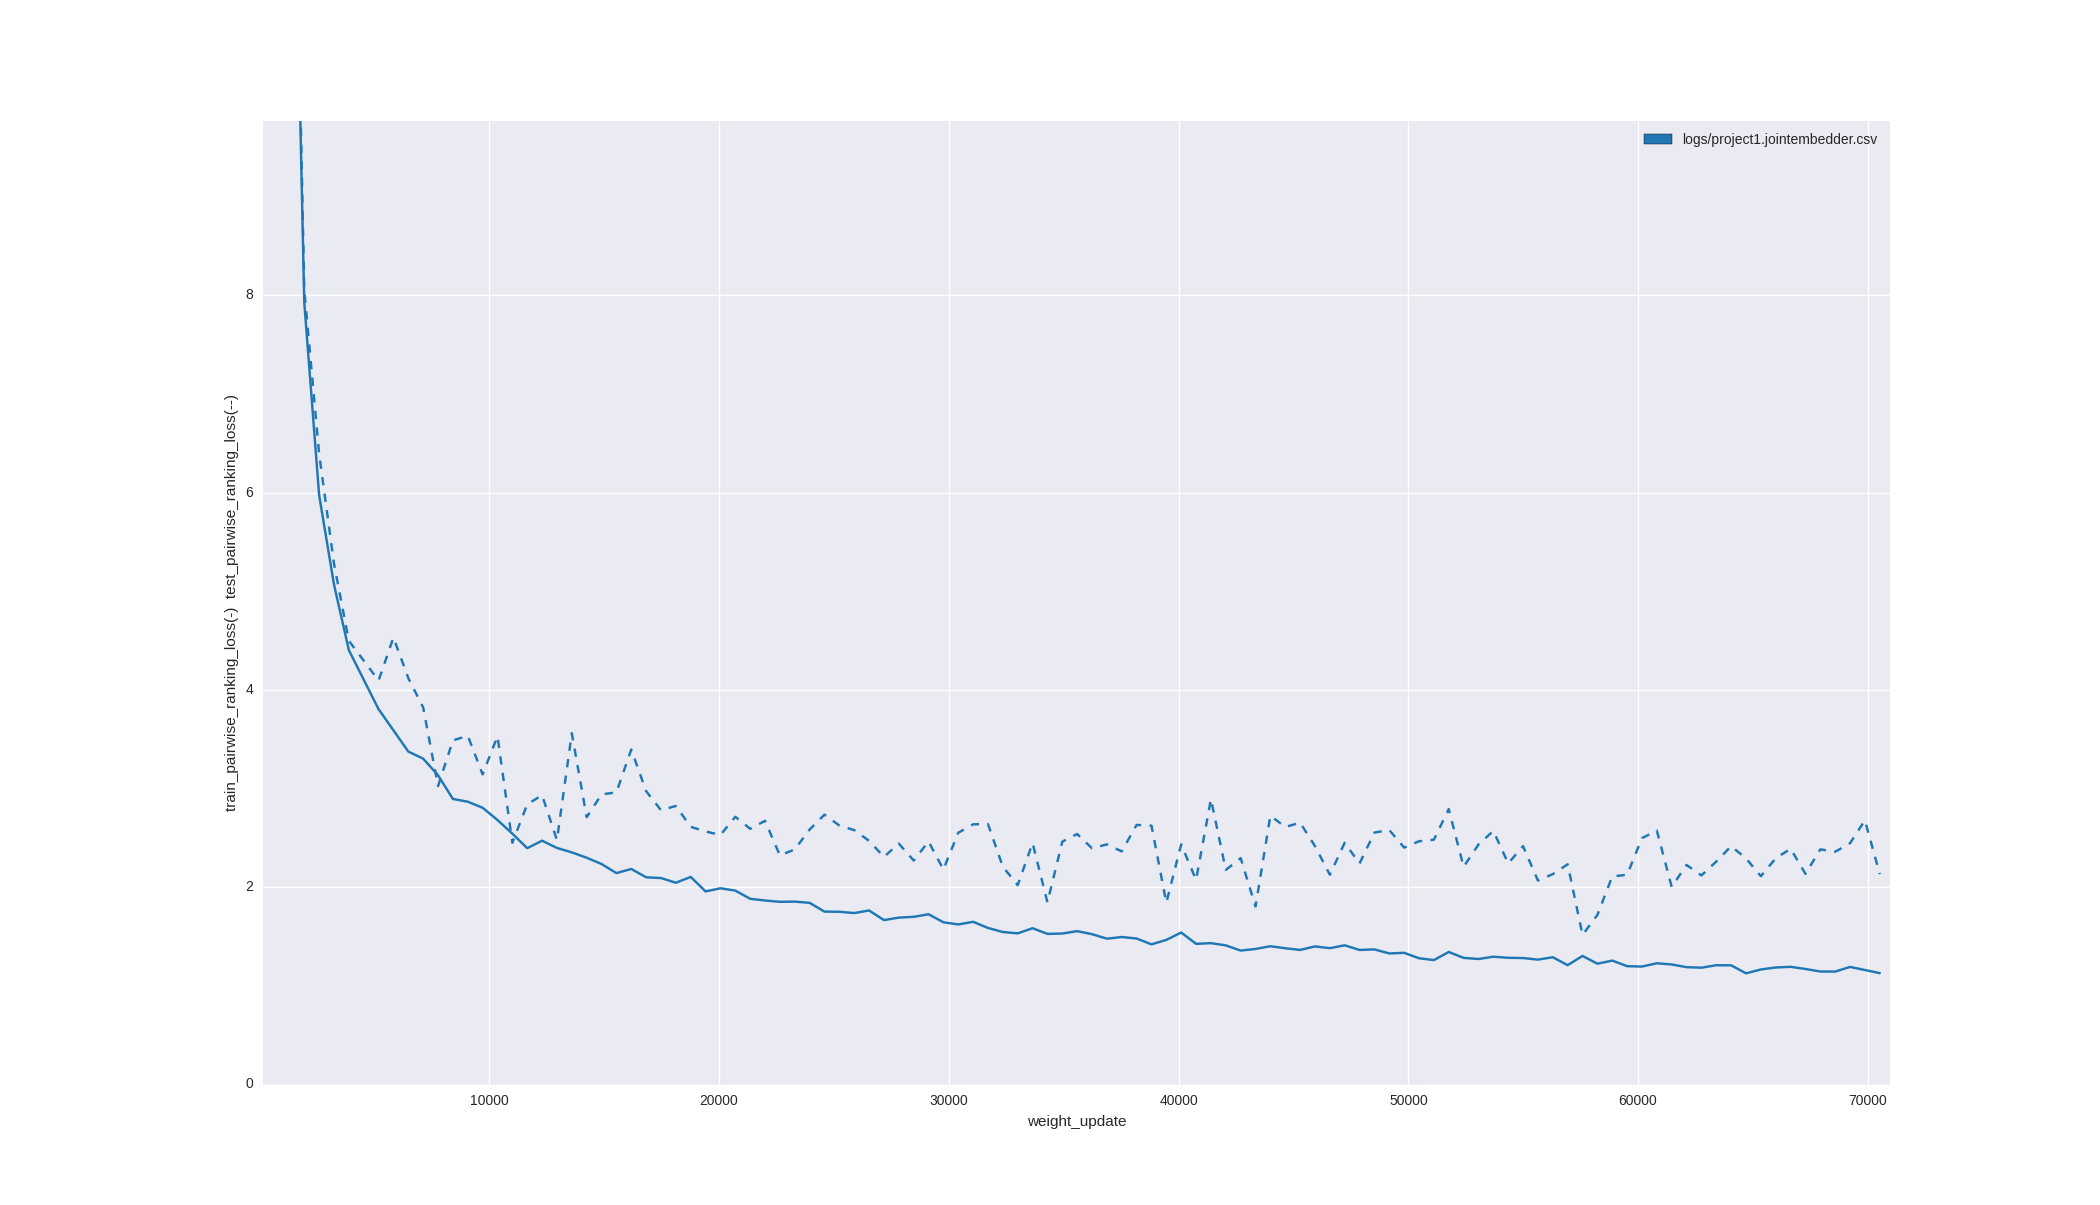 logs/project1.jointembedder.csv
train_pairwise_ranking_loss(-) test_pairwise_ranking_loss(--)
8
6
4
2
0
10000 20000 30000 40000 50000 60000 70000
weight_update